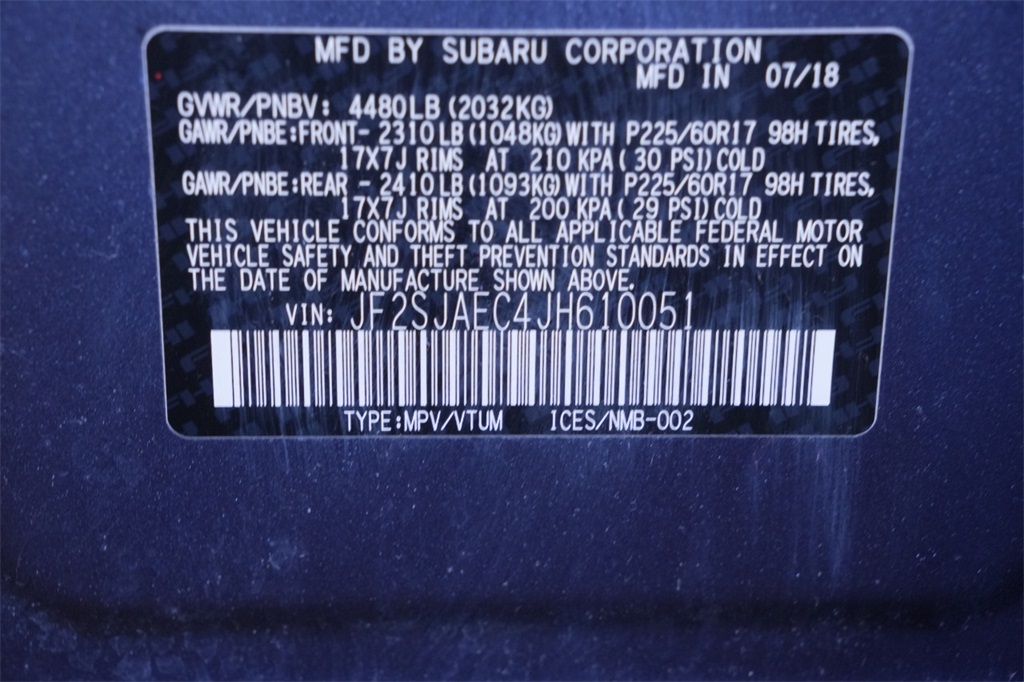 MFD BY SUBARU CORPORATION
MFD IN 07/18
GVWR/PNBV: 4480LB (2032KG)
GAWR/PNBE:FRONT- 2310LB (1048KG) WITH P225/60R17 98H TIRES,
17X7J RIMS AT 210 KPA ( 30 PSI) COLD
GAWR/PNBE:REAR - 2410LB (1093KG) WITH P225/60R17 98H TIRES,
17X7J RIMS AT 200 KPA ( 29 PSI) COLD
THIS VEHICLE CONFORMS TO ALL APPLICABLE FEDERAL MOTOR
VEHICLE SAFETY AND THEFT PREVENTION STANDARDS IN EFFECT ON
THE DATE OF MANUFACTURE SHOWN ABOVE.
VIN: JF2SJAEC4JH610051
TYPE:MPV/VTUM ICES/NMB-002